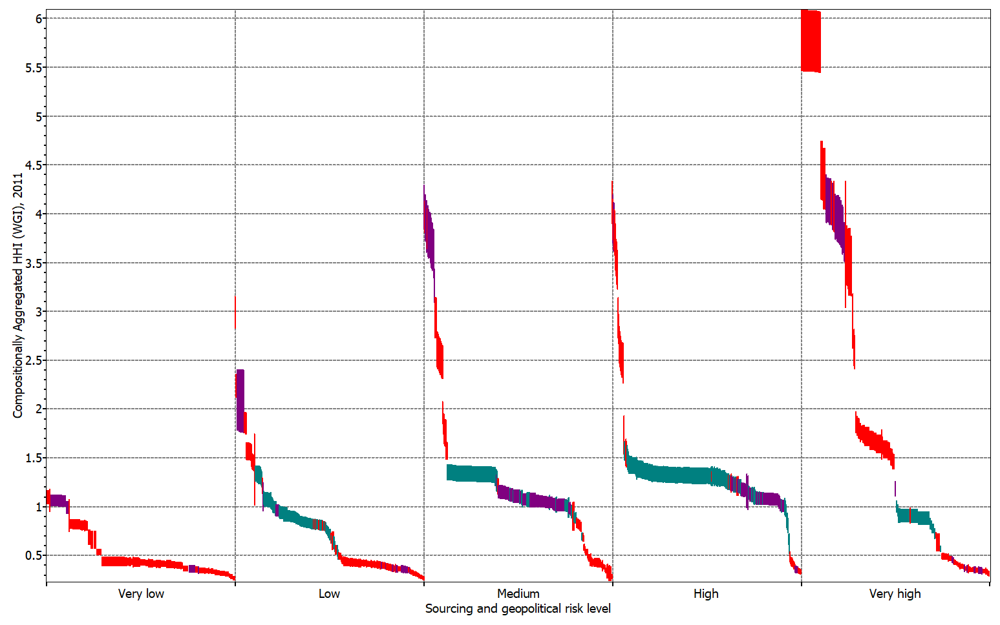 6
5.5
5
4.5
4
3.5
3
2.5
2
1.5
1
0.5
Compositionally Aggregated HHI (WGI), 2011
Very low
Low
Medium
High
Very high
Sourcing and geopolitical risk level